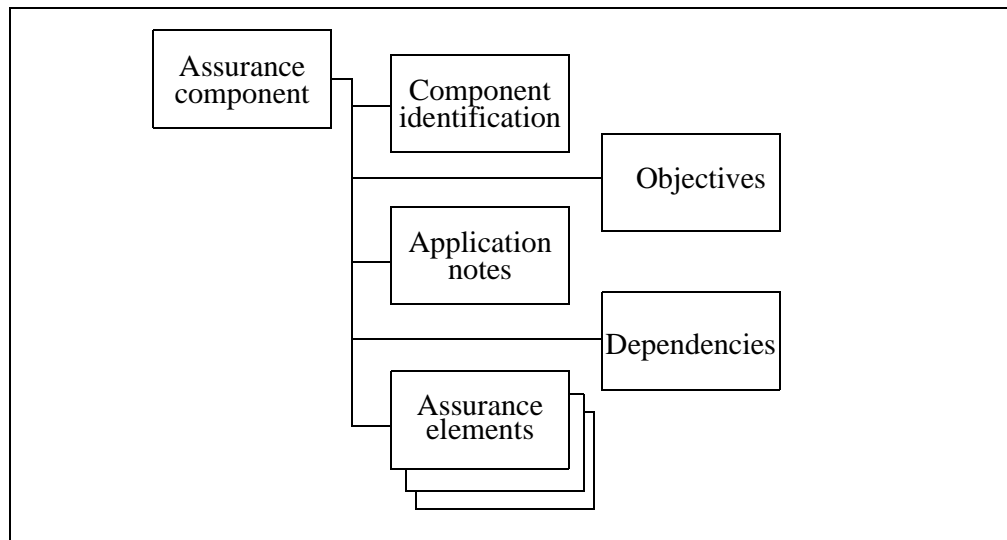 Assurance
component
Component
identification
Objectives
Application
notes
Dependencies
Assurance
elements